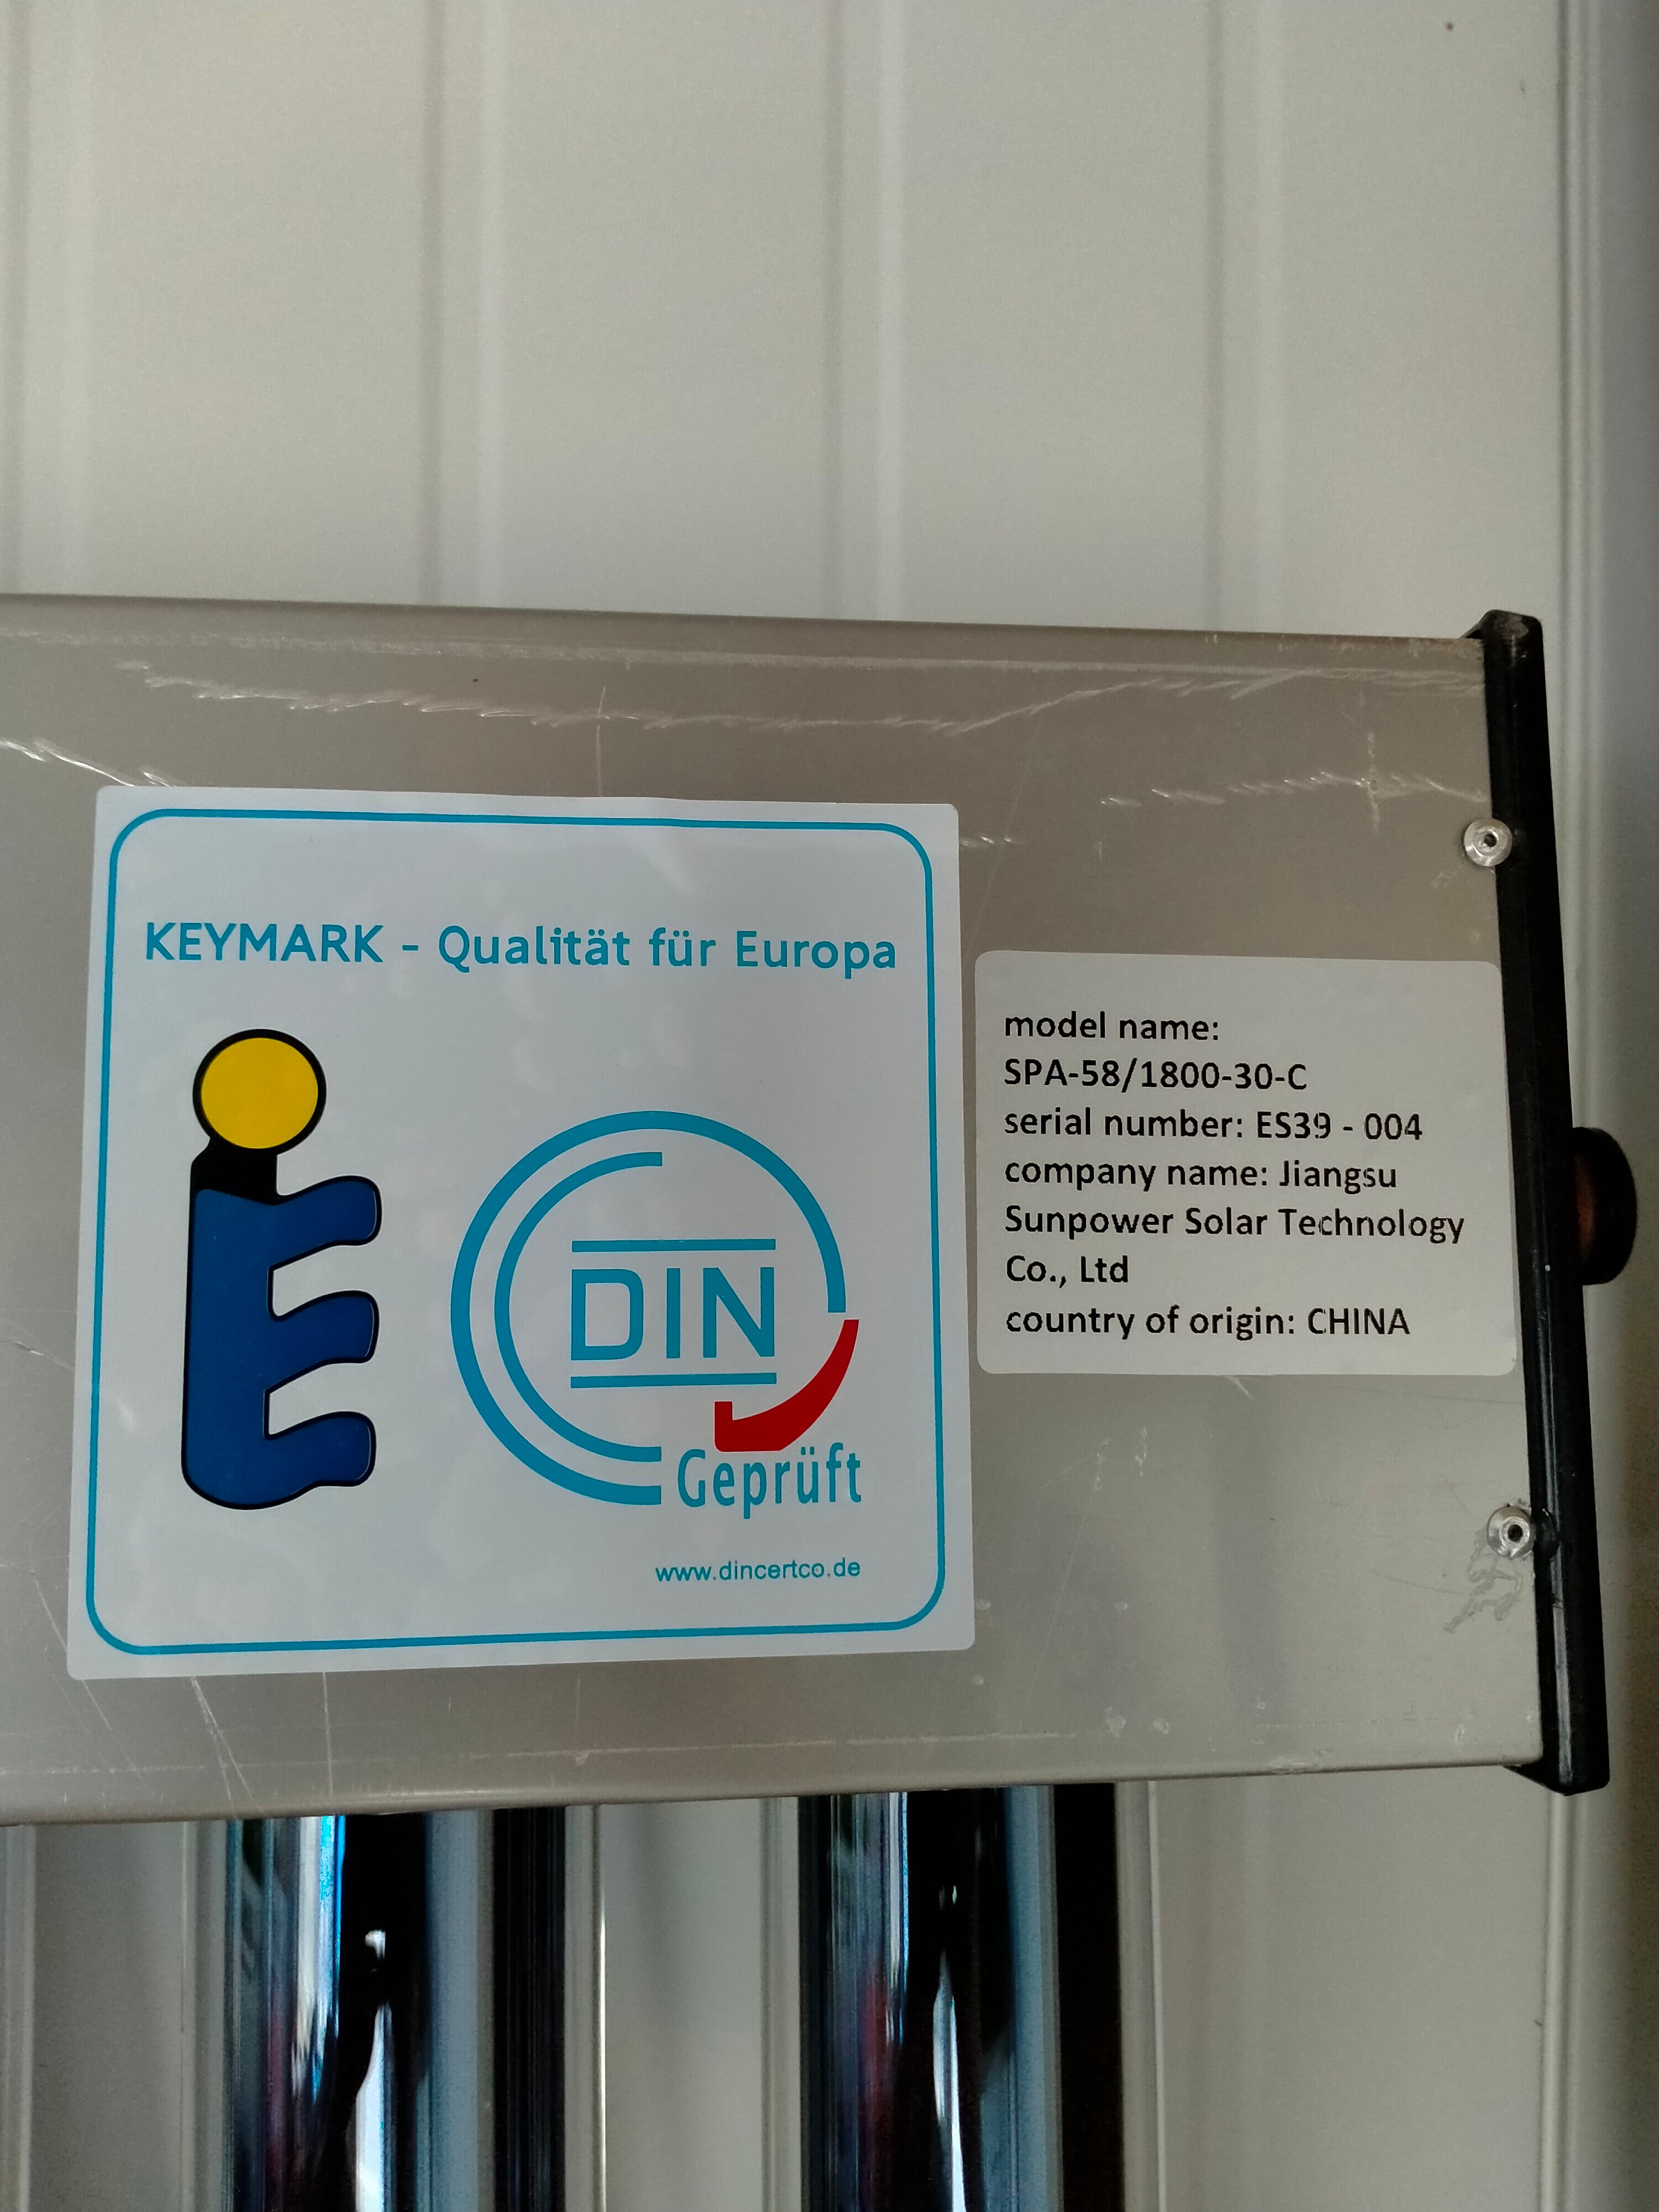 KEYMARK - Qualität für Europa
DIN
Geprüft
www.dincertco.de
model name:
SPA-58/1800-30-C
serial number: ES39 - 004
company name: Jiangsu
Sunpower Solar Technology
Co., Ltd
country of origin: CHINA